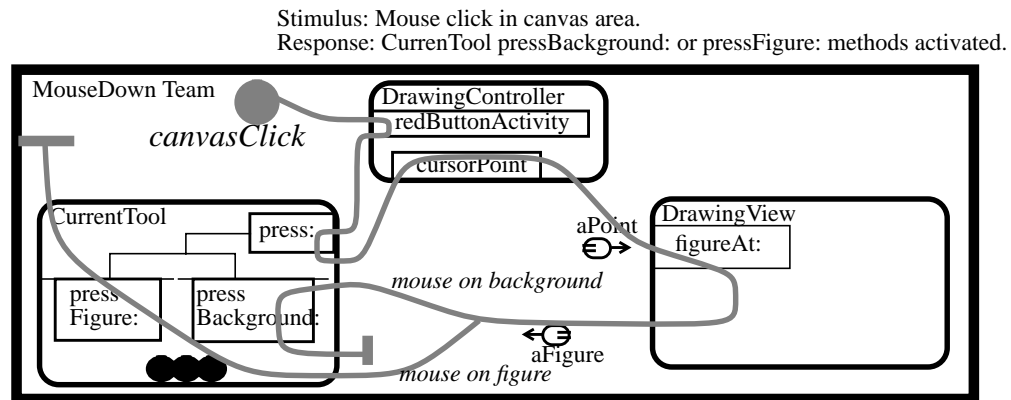 Stimulus: Mouse click in canvas area.
Response: CurrenTool pressBackground: or pressFigure: methods activated.
MouseDown Team
DrawingController
redButtonActivity
canvasClick
cursorPoint
CurrentTool
press:
DrawingView
aPoint
figureAt:
mouse on background
press
Figure:
press
Background:
aFigure
mouse on figure